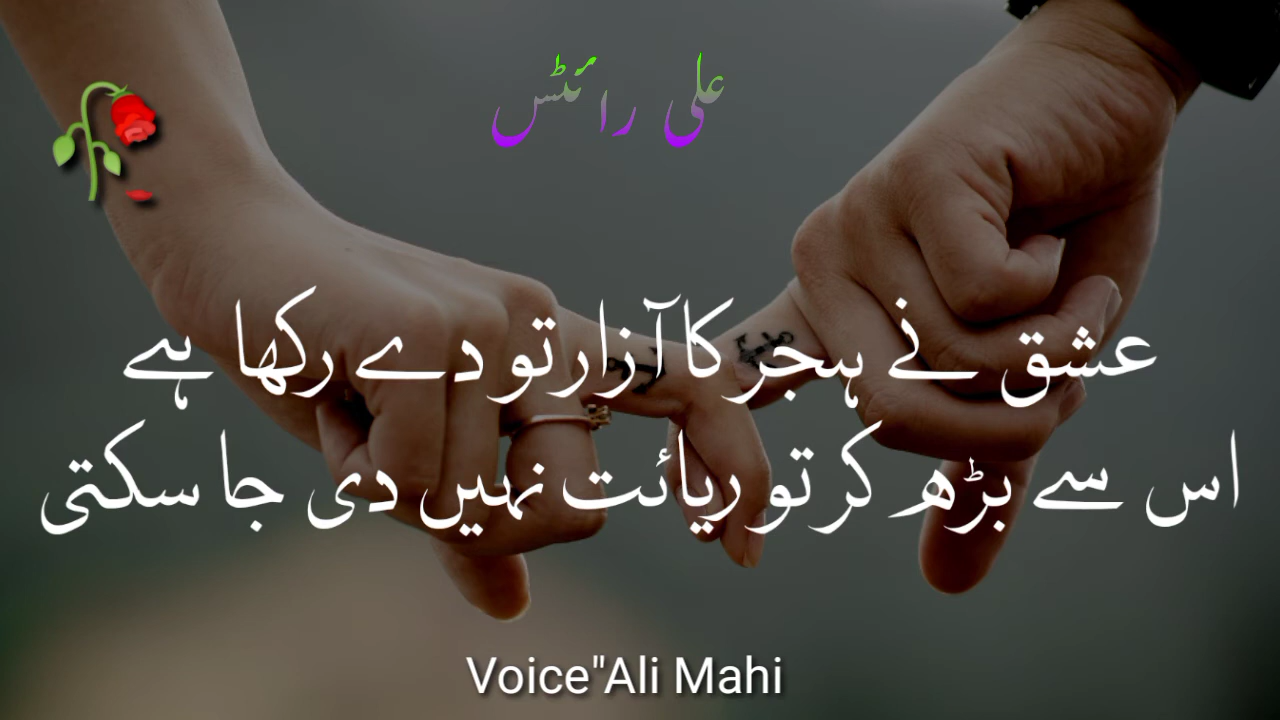 علی رائٹس
عشق نے ہجر کا آزار تو دے رکھا ہے
اس سے بڑھ کر تو ریائت نہیں دی جا سکتی
Voice"Ali Mahi